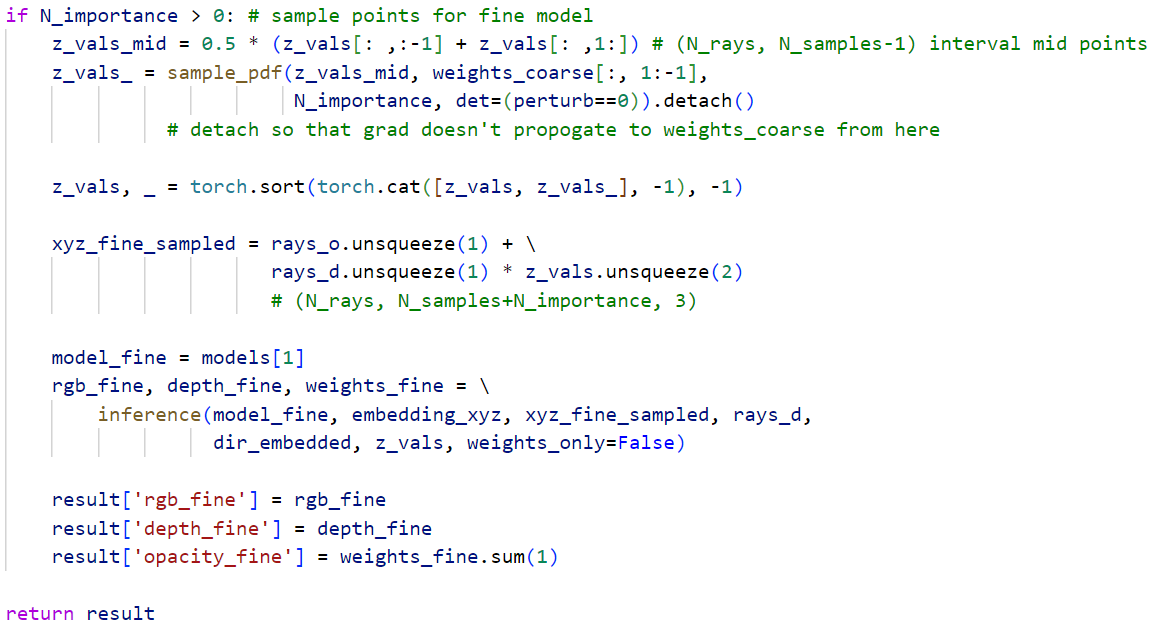 if N_importance > 0: # sample points for fine model
    z_vals_mid = 0.5 * (z_vals[: ,:-1] + z_vals[: ,1:]) # (N_rays, N_samples-1) interval mid points
    z_vals_ = sample_pdf(z_vals_mid, weights_coarse[:, 1:-1],
                         N_importance, det=(perturb==0)).detach()
              # detach so that grad doesn't propogate to weights_coarse from here

    z_vals, _ = torch.sort(torch.cat([z_vals, z_vals_], -1), -1)

    xyz_fine_sampled = rays_o.unsqueeze(1) + \
                       rays_d.unsqueeze(1) * z_vals.unsqueeze(2)
                       # (N_rays, N_samples+N_importance, 3)

    model_fine = models[1]
    rgb_fine, depth_fine, weights_fine = \
        inference(model_fine, embedding_xyz, xyz_fine_sampled, rays_d,
                  dir_embedded, z_vals, weights_only=False)

    result['rgb_fine'] = rgb_fine
    result['depth_fine'] = depth_fine
    result['opacity_fine'] = weights_fine.sum(1)

return result